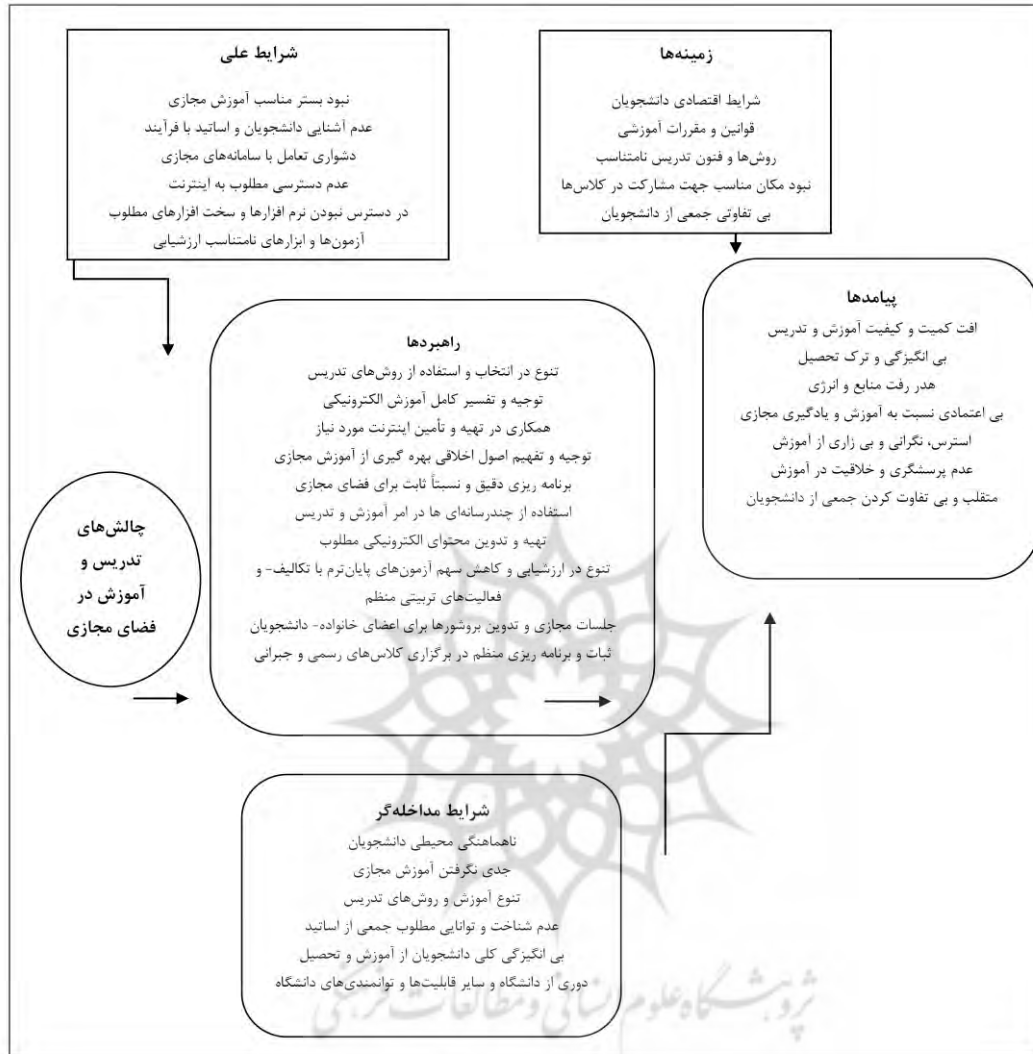 شرایط علی
نبود بستر مناسب آموزش مجازی
عدم آشنایی دانشجویان و اساتید با فرآیند
دشواری تعامل با سامانه‌های مجازی
عدم دسترسی مطلوب به اینترنت
در دسترس نبودن نرم افزارها و سخت افزارهای مطلوب
آزمون‌ها و ابزارهای نامتناسب ارزشیابی
زمینه‌ها
شرایط اقتصادی دانشجویان
قوانین و مقررات آموزشی
روش‌ها و فنون تدریس نامتناسب
نبود مکان مناسب جهت مشارکت در کلاس‌ها
بی تفاوتی جمعی از دانشجویان
پیامدها
افت کمیت و کیفیت آموزش و تدریس
بی انگیزگی و ترک تحصیل
هدر رفت منابع و انرژی
بی اعتمادی نسبت به آموزش و یادگیری مجازی
استرس، نگرانی و بی زاری از آموزش
عدم پرسشگری و خلاقیت در آموزش
متقلب و بی تفاوت کردن جمعی از دانشجویان
راهبردها
تنوع در انتخاب و استفاده از روش‌های تدریس
توجیه و تفسیر کامل آموزش الکترونیکی
همکاری در تهیه و تأمین اینترنت مورد نیاز
توجیه و تفهیم اصول اخلاقی بهره گیری از آموزش مجازی
برنامه ریزی دقیق و نسبتاً ثابت برای فضای مجازی
استفاده از چندرسانه‌ای ها در امر آموزش و تدریس
تهیه و تدوین محتوای الکترونیکی مطلوب
تنوع در ارزشیابی و کاهش سهم آزمون‌های پایان‌ترم با تکالیف- و
فعالیت‌های تربیتی منظم
جلسات مجازی و تدوین بروشورها برای اعضای خانواده- دانشجویان
ثبات و برنامه ریزی منظم در برگزاری کلاس‌های رسمی و جبرانی
چالش‌های
تدریس و
آموزش در
فضای مجازی
شرایط مداخله‌گر
ناهماهنگی محیطی دانشجویان
جدی نگرفتن آموزش مجازی
تنوع آموزش و روش‌های تدریس
عدم شناخت و توانایی مطلوب جمعی از اساتید
بی انگیزگی کلی دانشجویان از آموزش و تحصیل
دوری از دانشگاه و سایر قابلیت‌ها و توانمندی‌های دانشگاه
پژوهشگاه علوم انسانی و مطالعات فرهنگی